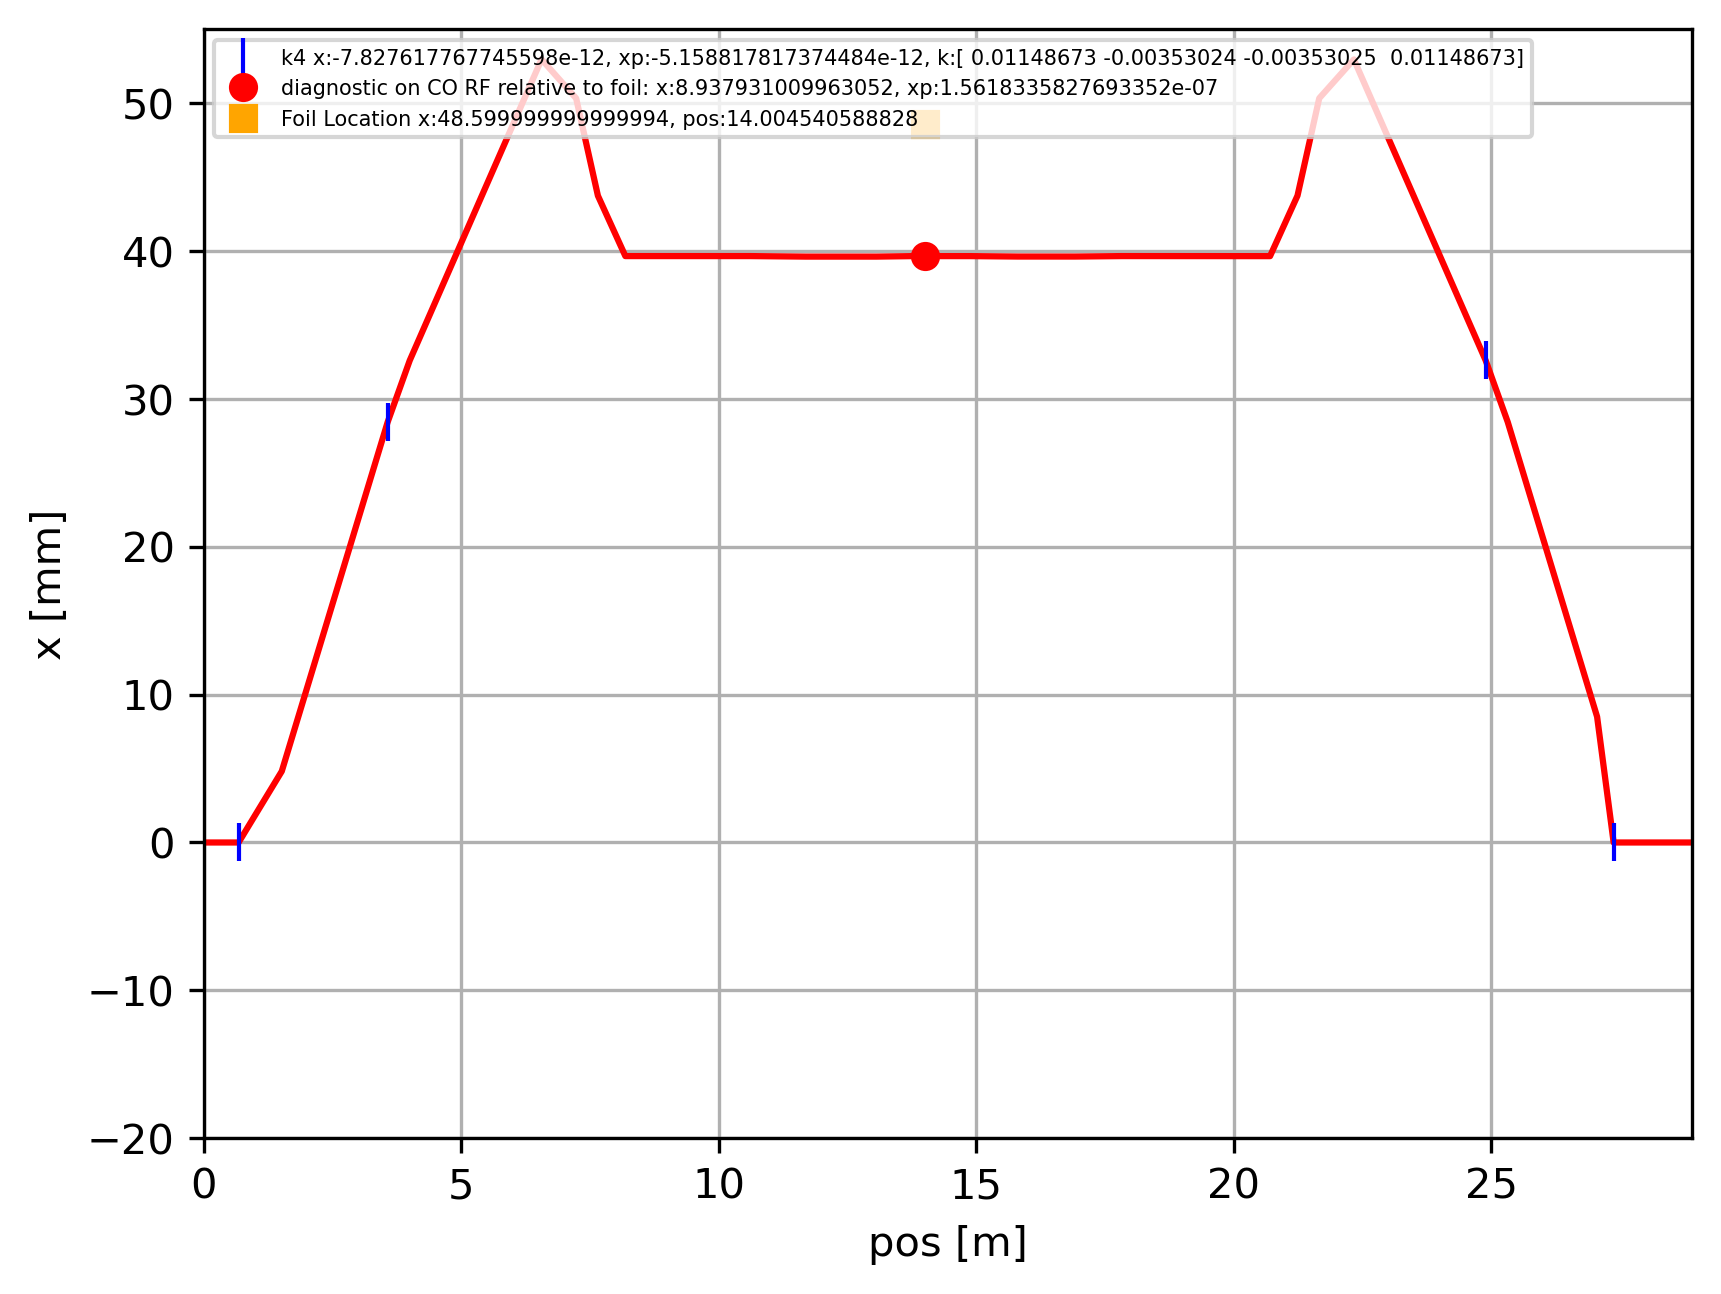 k4 x:-7.827617767745598e-12, xp:-5.158817817374484e-12, k:[ 0.01148673 -0.00353024 -0.00353025  0.01148673]
diagnostic on CO RF relative to foil: x:8.937931009963052, xp:1.5618335827693352e-07
Foil Location x:48.599999999999994, pos:14.004540588828
50
40
30
20
10
0
−10
−20
x [mm]
0 5 10 15 20 25
pos [m]